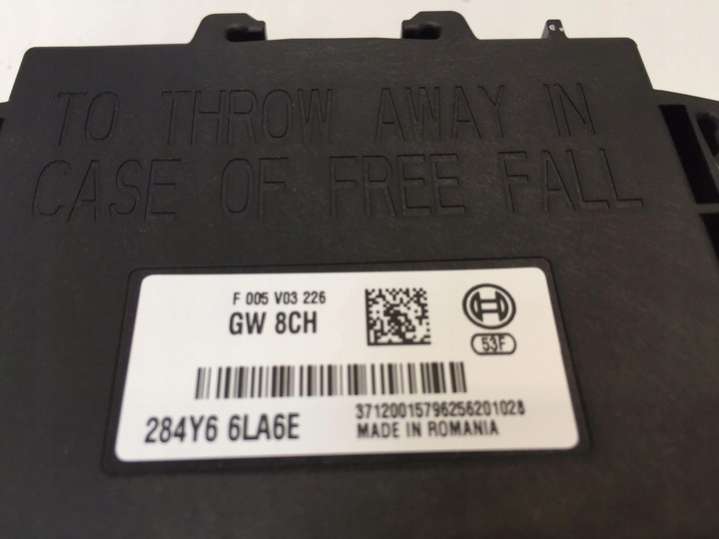 TO THROW AWAY IN
CASE OF FREE FALL
F 005 V03 226
GW 8CH
53F
284Y6 6LA6E
37120015796256201028
MADE IN ROMANIA